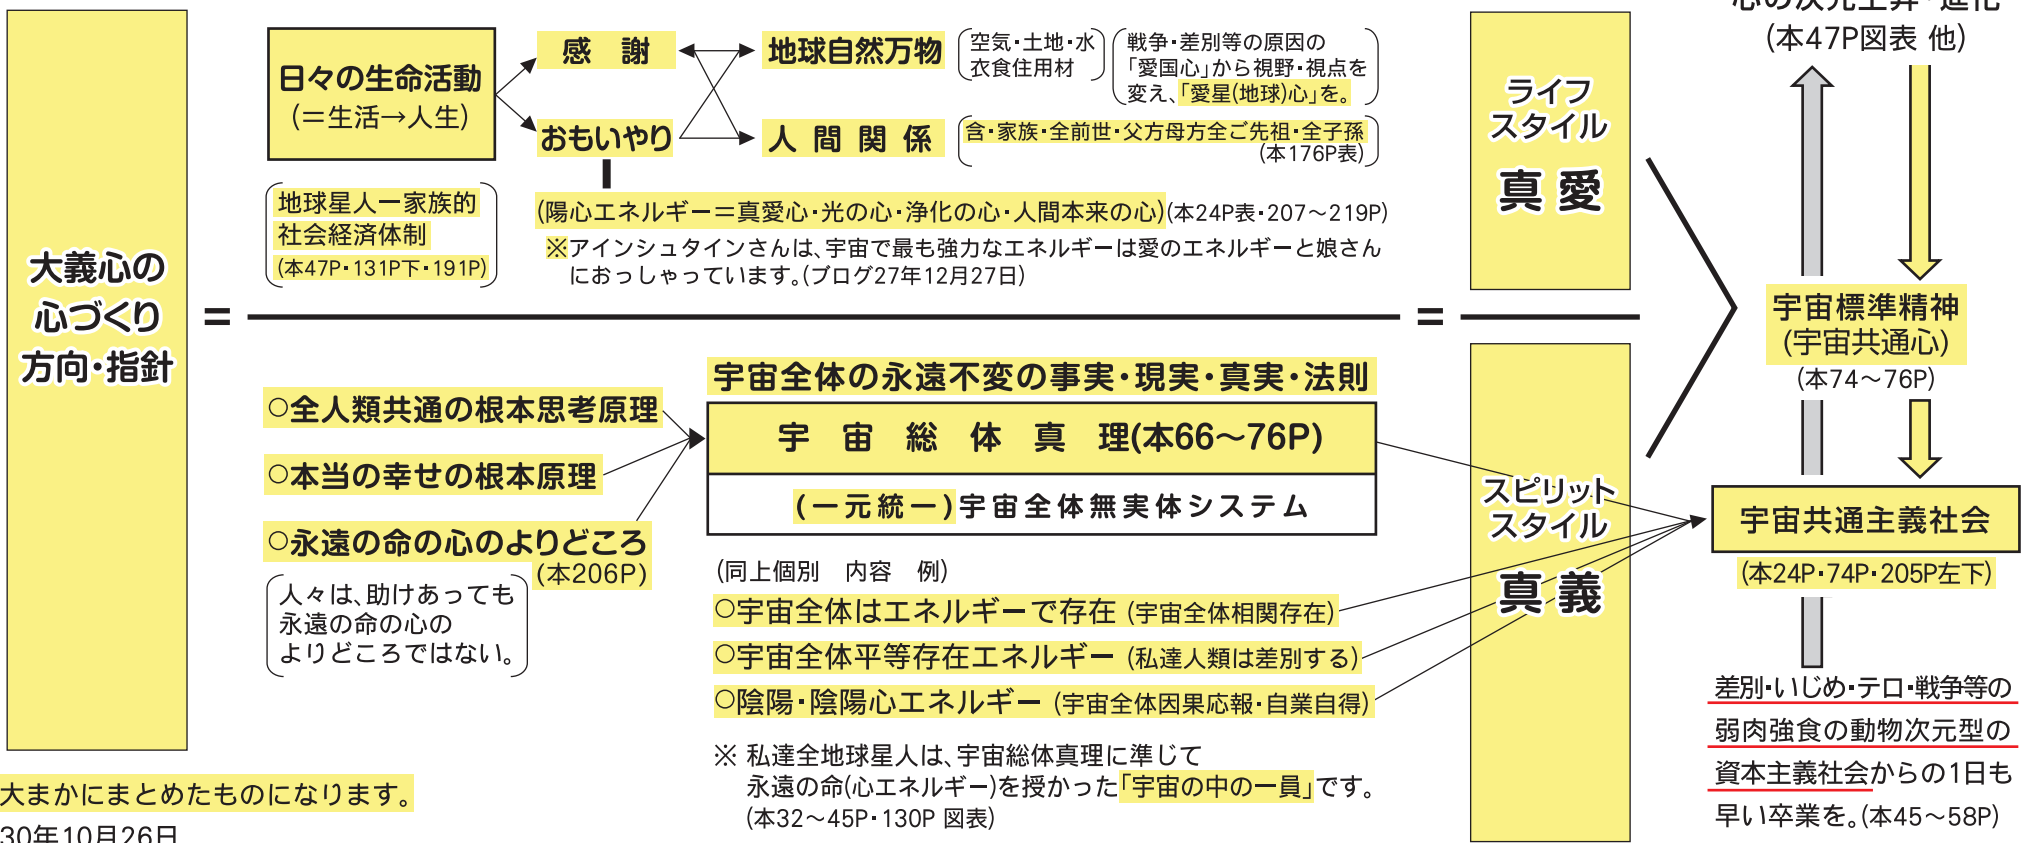 大義心の
心づくり
方向・指針
=
日々の生命活動
(＝生活→人生)
感 謝
おもいやり
地球自然万物
人間関係
空気・土地・水
衣食住用材
戦争・差別等の原因の
「愛国心」から視野・視点を
変え、「愛星(地球)心」を。
含・家族・全前世・父方母方全ご先祖・全子孫
(本176P表)
地球星人一家族的
社会経済体制
(本47P・131P下・191P)
(陽心エネルギー＝真愛心・光の心・浄化の心・人間本来の心)(本24P表・207～219P)
※アインシュタインさんは、宇宙で最も強力なエネルギーは愛のエネルギーと娘さん
におっしゃっています。(ブログ27年12月27日)
宇宙全体の永遠不変の事実・現実・真実・法則
○全人類共通の根本思考原理
○本当の幸せの根本原理
○永遠の命の心のよりどころ
(本206P)
人々は、助けあっても
永遠の命の心の
よりどころではない。
宇宙総体真理(本66～76P)
(一元統一)宇宙全体無実体システム
(同上個別 内容 例)
○宇宙全体はエネルギーで存在 (宇宙全体相関存在)
○宇宙全体平等存在エネルギー (私達人類は差別する)
○陰陽・陰陽心エネルギー (宇宙全体因果応報・自業自得)
※ 私達全地球星人は、宇宙総体真理に準じて
永遠の命(心エネルギー)を授かった「宇宙の中の一員」です。
(本32～45P・130P 図表)
=
ライフ
スタイル
真愛
スピリット
スタイル
真義
心の次元上昇・進化
(本47P図表 他)
宇宙標準精神
(宇宙共通心)
(本74～76P)
宇宙共通主義社会
(本24P・74P・205P左下)
差別・いじめ・テロ・戦争等の
弱肉強食の動物次元型の
資本主義社会からの1日も
早い卒業を。(本45～58P)
大まかにまとめたものになります。
30年10月26日